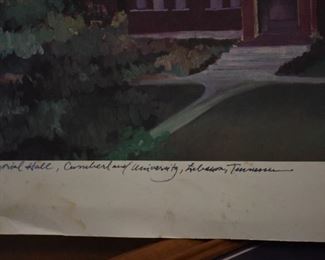 orial Hall, Cumberland University, Lebanon, Tennessee